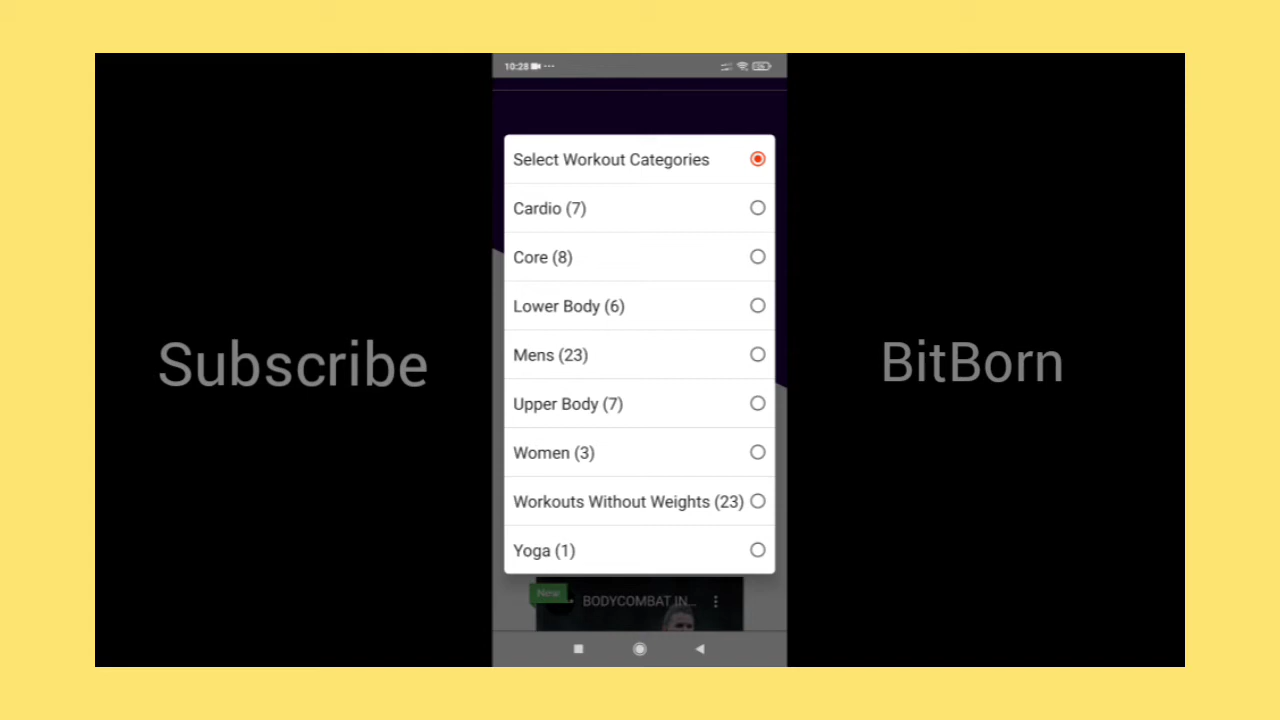 10:28
Select Workout Categories
Cardio (7)
Core (8)
Lower Body (6)
Mens (23)
Subscribe
BitBorn
Upper Body (7)
Women (3)
Workouts Without Weights (23)
Yoga (1)
New
BODYCOMBAT IN...